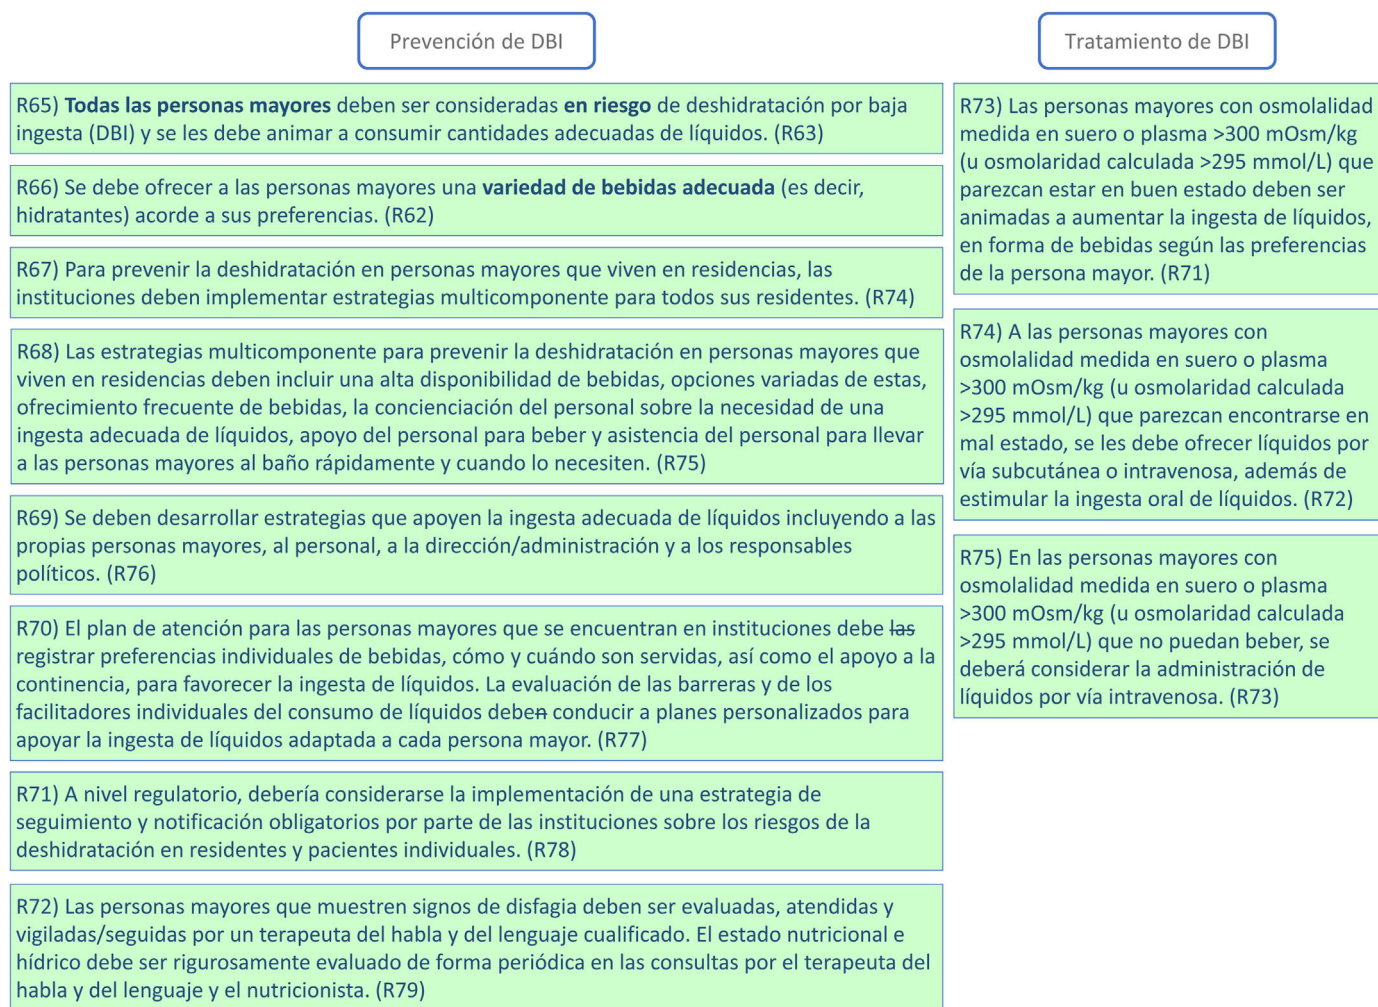 Prevención de DBI
R65) Todas las personas mayores deben ser consideradas en riesgo de deshidratación por baja
ingesta (DBI) y se les debe animar a consumir cantidades adecuadas de líquidos. (R63)
R66) Se debe ofrecer a las personas mayores una variedad de bebidas adecuada (es decir,
hidratantes) acorde a sus preferencias. (R62)
R67) Para prevenir la deshidratación en personas mayores que viven en residencias, las
instituciones deben implementar estrategias multicomponente para todos sus residentes. (R74)
R68) Las estrategias multicomponente para prevenir la deshidratación en personas mayores que
viven en residencias deben incluir una alta disponibilidad de bebidas, opciones variadas de estas,
ofrecimiento frecuente de bebidas, la concienciación del personal sobre la necesidad de una
ingesta adecuada de líquidos, apoyo del personal para beber y asistencia del personal para llevar
a las personas mayores al baño rápidamente y cuando lo necesiten. (R75)
R69) Se deben desarrollar estrategias que apoyen la ingesta adecuada de líquidos incluyendo a las
propias personas mayores, al personal, a la dirección/administración y a los responsables
políticos. (R76)
R70) El plan de atención para las personas mayores que se encuentran en instituciones debe las
registrar preferencias individuales de bebidas, cómo y cuándo son servidas, así como el apoyo a la
continencia, para favorecer la ingesta de líquidos. La evaluación de las barreras y de los
facilitadores individuales del consumo de líquidos deben conducir a planes personalizados para
apoyar la ingesta de líquidos adaptada a cada persona mayor. (R77)
R71) A nivel regulatorio, debería considerarse la implementación de una estrategia de
seguimiento y notificación obligatorios por parte de las instituciones sobre los riesgos de la
deshidratación en residentes y pacientes individuales. (R78)
R72) Las personas mayores que muestren signos de disfagia deben ser evaluadas, atendidas y
vigiladas/seguidas por un terapeuta del habla y del lenguaje cualificado. El estado nutricional e
hídrico debe ser rigurosamente evaluado de forma periódica en las consultas por el terapeuta del
habla y del lenguaje y el nutricionista. (R79)
Tratamiento de DBI
R73) Las personas mayores con osmolalidad
medida en suero o plasma >300 mOsm/kg
(u osmolaridad calculada >295 mmol/L) que
parezcan estar en buen estado deben ser
animadas a aumentar la ingesta de líquidos,
en forma de bebidas según las preferencias
de la persona mayor. (R71)
R74) A las personas mayores con
osmolalidad medida en suero o plasma
>300 mOsm/kg (u osmolaridad calculada
>295 mmol/L) que parezcan encontrarse en
mal estado, se les debe ofrecer líquidos por
vía subcutánea o intravenosa, además de
estimular la ingesta oral de líquidos. (R72)
R75) En las personas mayores con
osmolalidad medida en suero o plasma
>300 mOsm/kg (u osmolaridad calculada
>295 mmol/L) que no puedan beber, se
deberá considerar la administración de
líquidos por vía intravenosa. (R73)